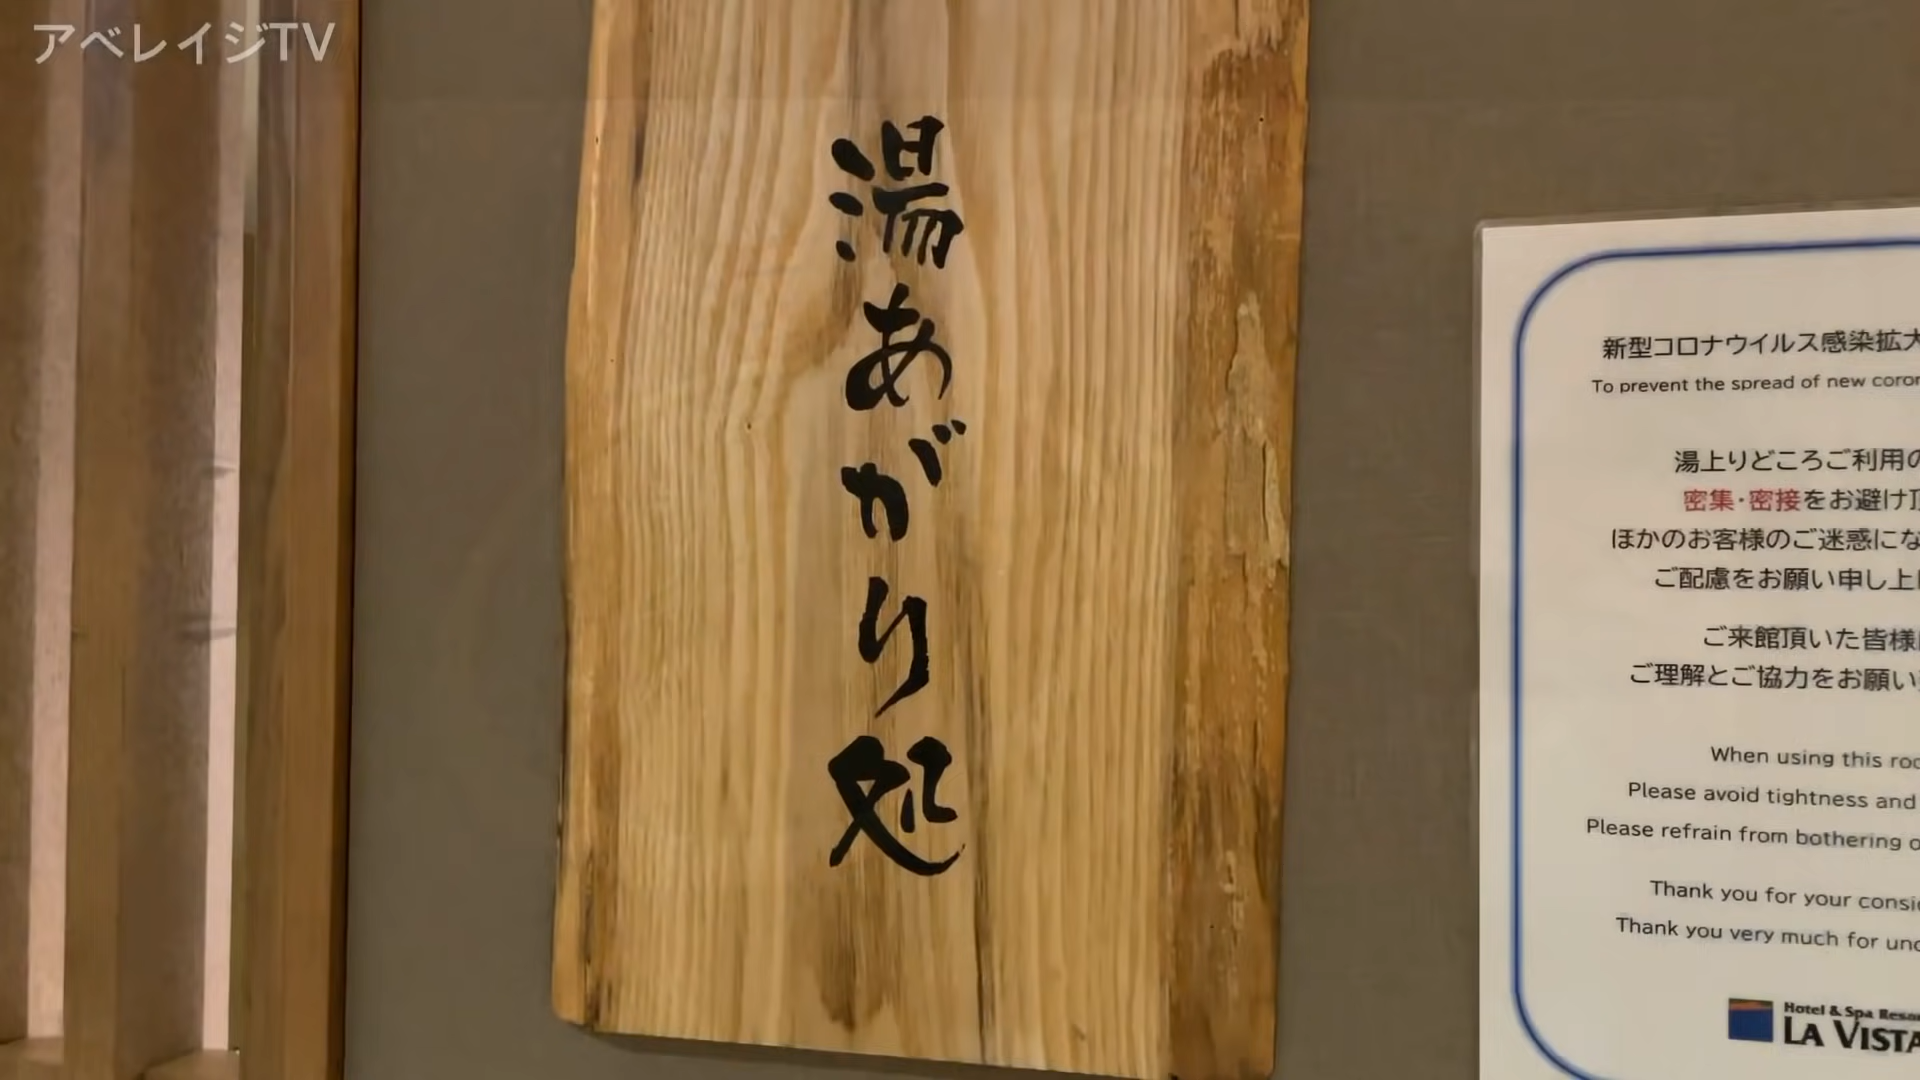 アベレイジTV
湯あがり処
新型コロナウイルス感染拡大
To prevent the spread of new
湯上りどころご利用の
密集・密接をお避け頂
ほかのお客様のご迷惑にな
ご配慮をお願い申し上
ご来館頂いた皆様
ご理解とご協力をお願い
When using this
Please avoid tightness and
Please refrain from bothering
Thank you for your
Thank you very much for
Hotel & Spa
LA VISTA